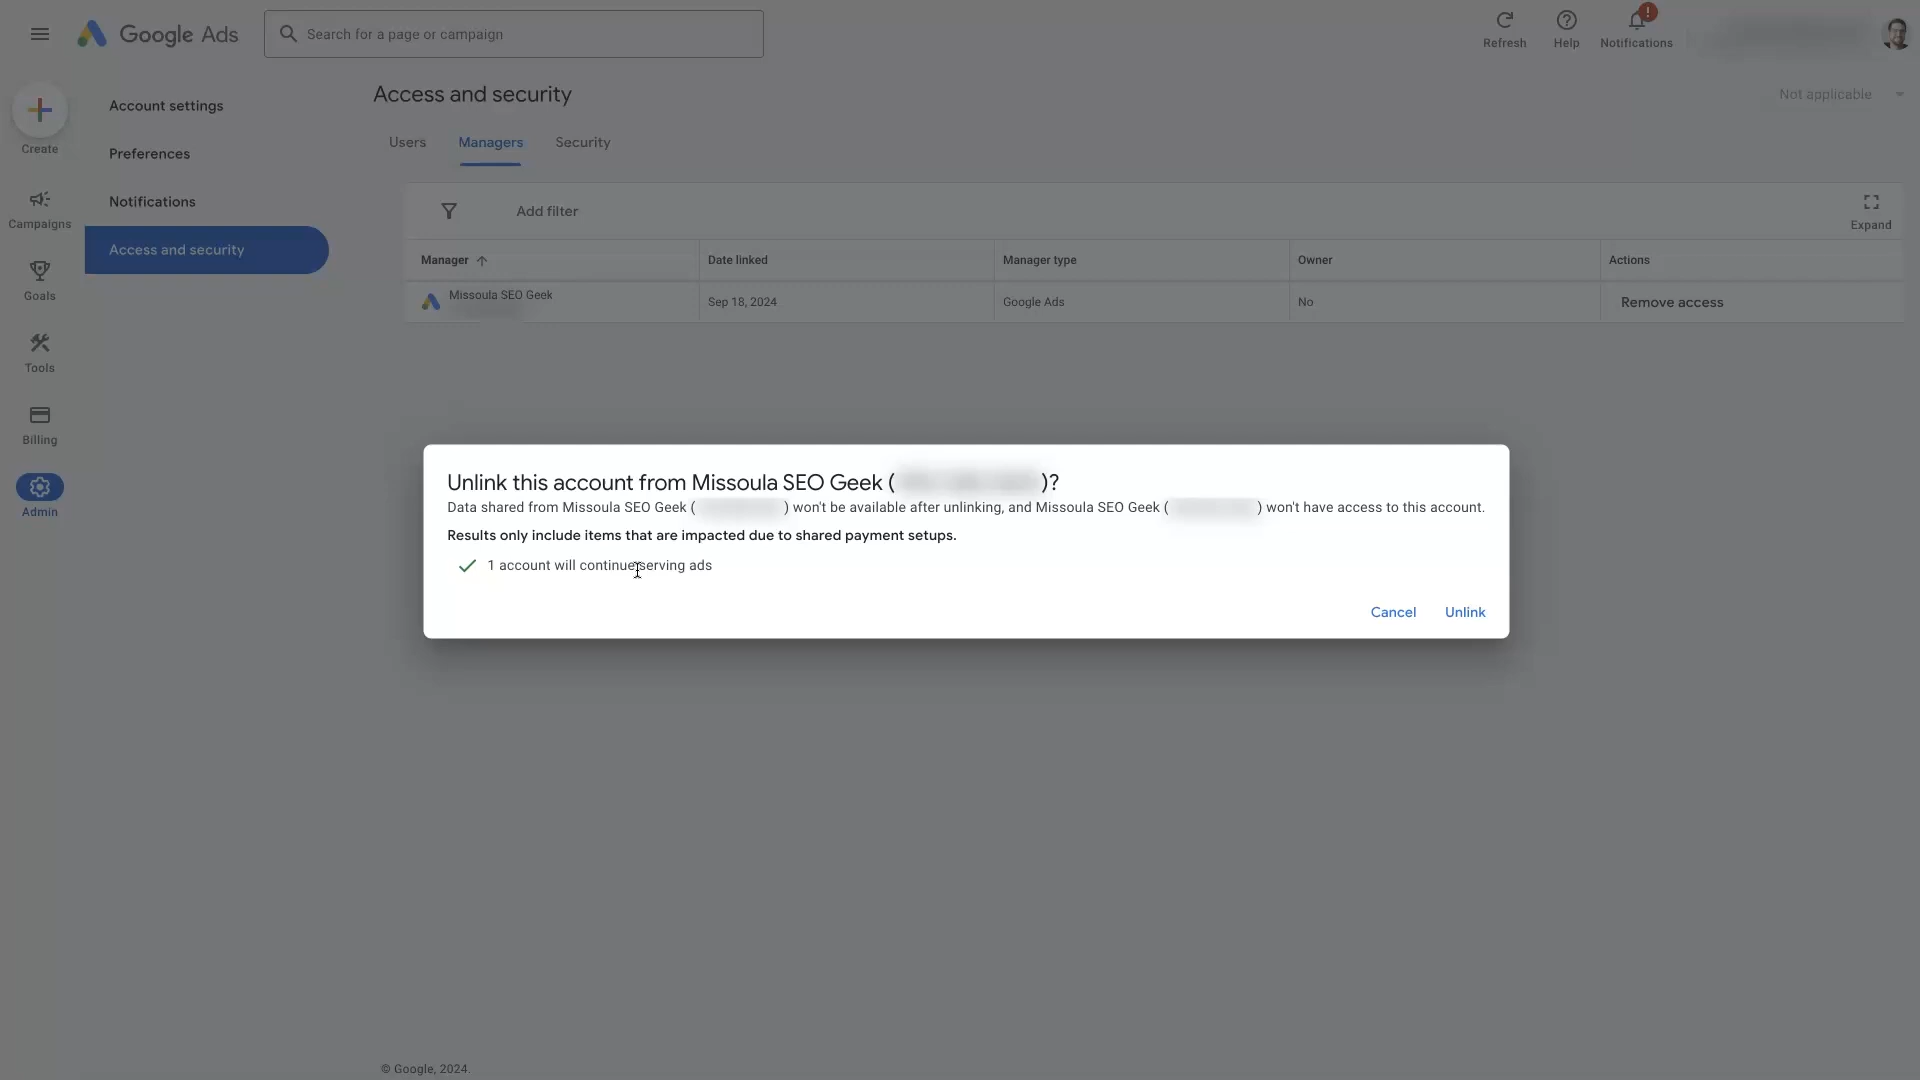 Google Ads
Search for a page or campaign
Refresh
Help
!
Notifications
Create
Campaigns
Goals
Tools
Billing
Admin
Account settings
Preferences
Notifications
Access and security
Access and security
Not applicable
Users Managers Security
Add filter
Expand
Manager Date linked Manager type Owner Actions
Missoula SEO Geek Sep 18, 2024 Google Ads No Remove access
Unlink this account from Missoula SEO Geek ( )?
Data shared from Missoula SEO Geek ( ) won't be available after unlinking, and Missoula SEO Geek ( ) won't have access to this account.
Results only include items that are impacted due to shared payment setups.
1 account will continue serving ads
Cancel Unlink
© Google, 2024.